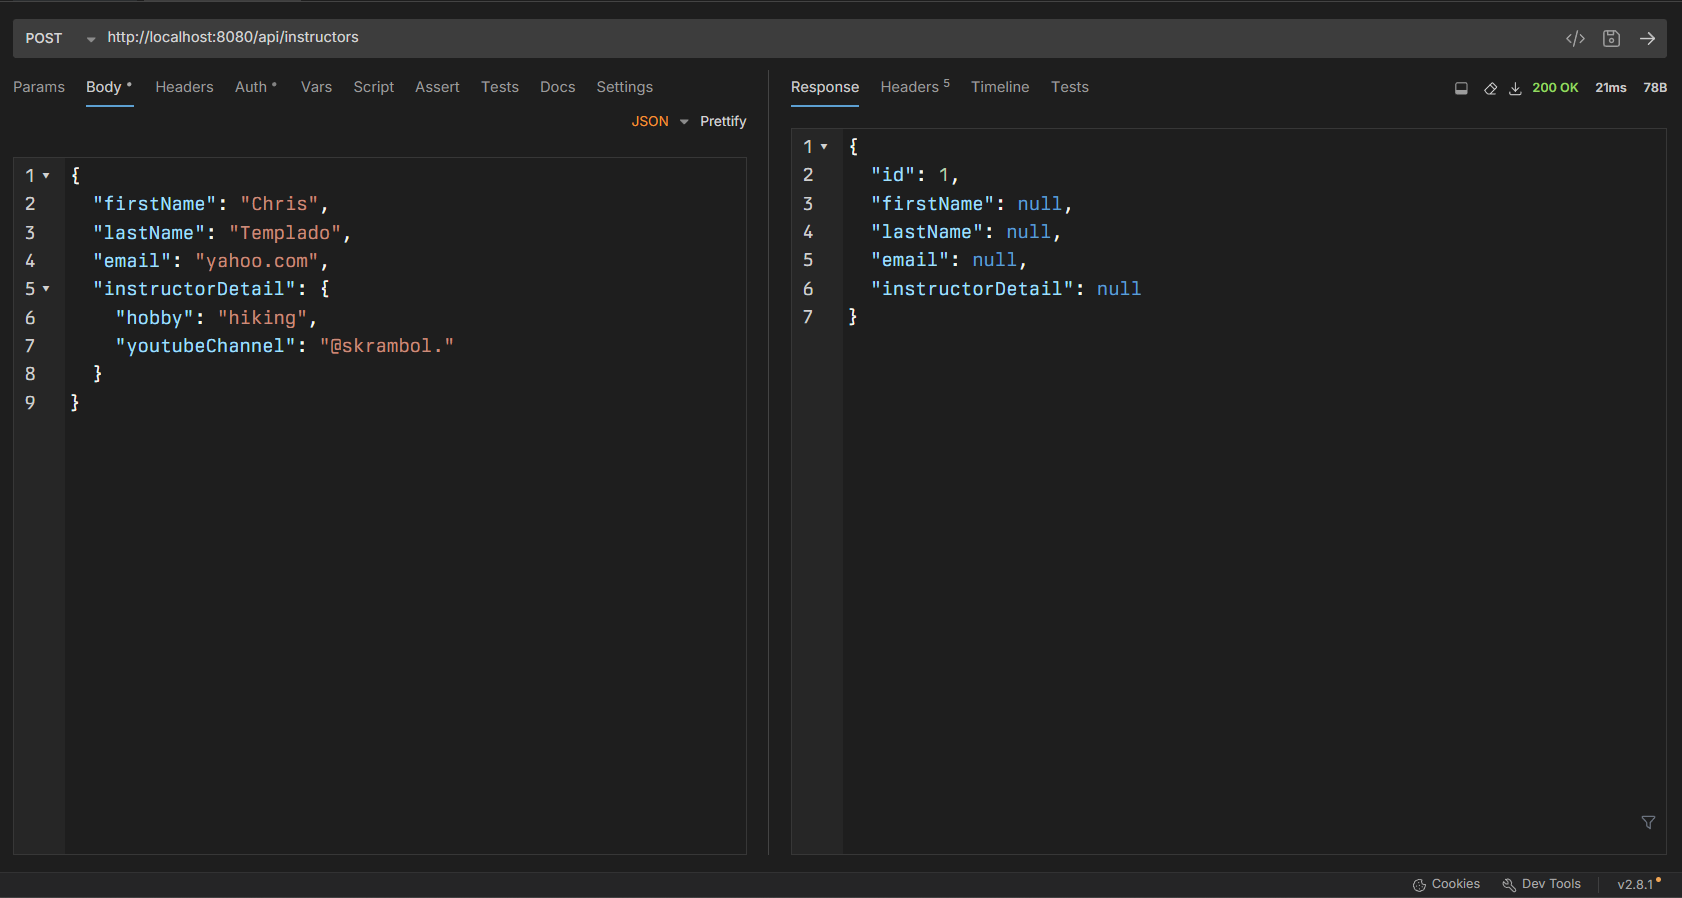 POST http://localhost:8080/api/instructors
Params Body Headers Auth Vars Script Assert Tests Docs Settings
JSON Prettify
1 {
2 "firstName": "Chris",
3 "lastName": "Templado",
4 "email": "yahoo.com",
5 "instructorDetail": {
6 "hobby": "hiking",
7 "youtubeChannel": "@skrambol."
8 }
9 }
Response Headers 5 Timeline Tests 200 OK 21ms 78B
1 {
2 "id": 1,
3 "firstName": null,
4 "lastName": null,
5 "email": null,
6 "instructorDetail": null
7 }
Cookies Dev Tools v2.8.1